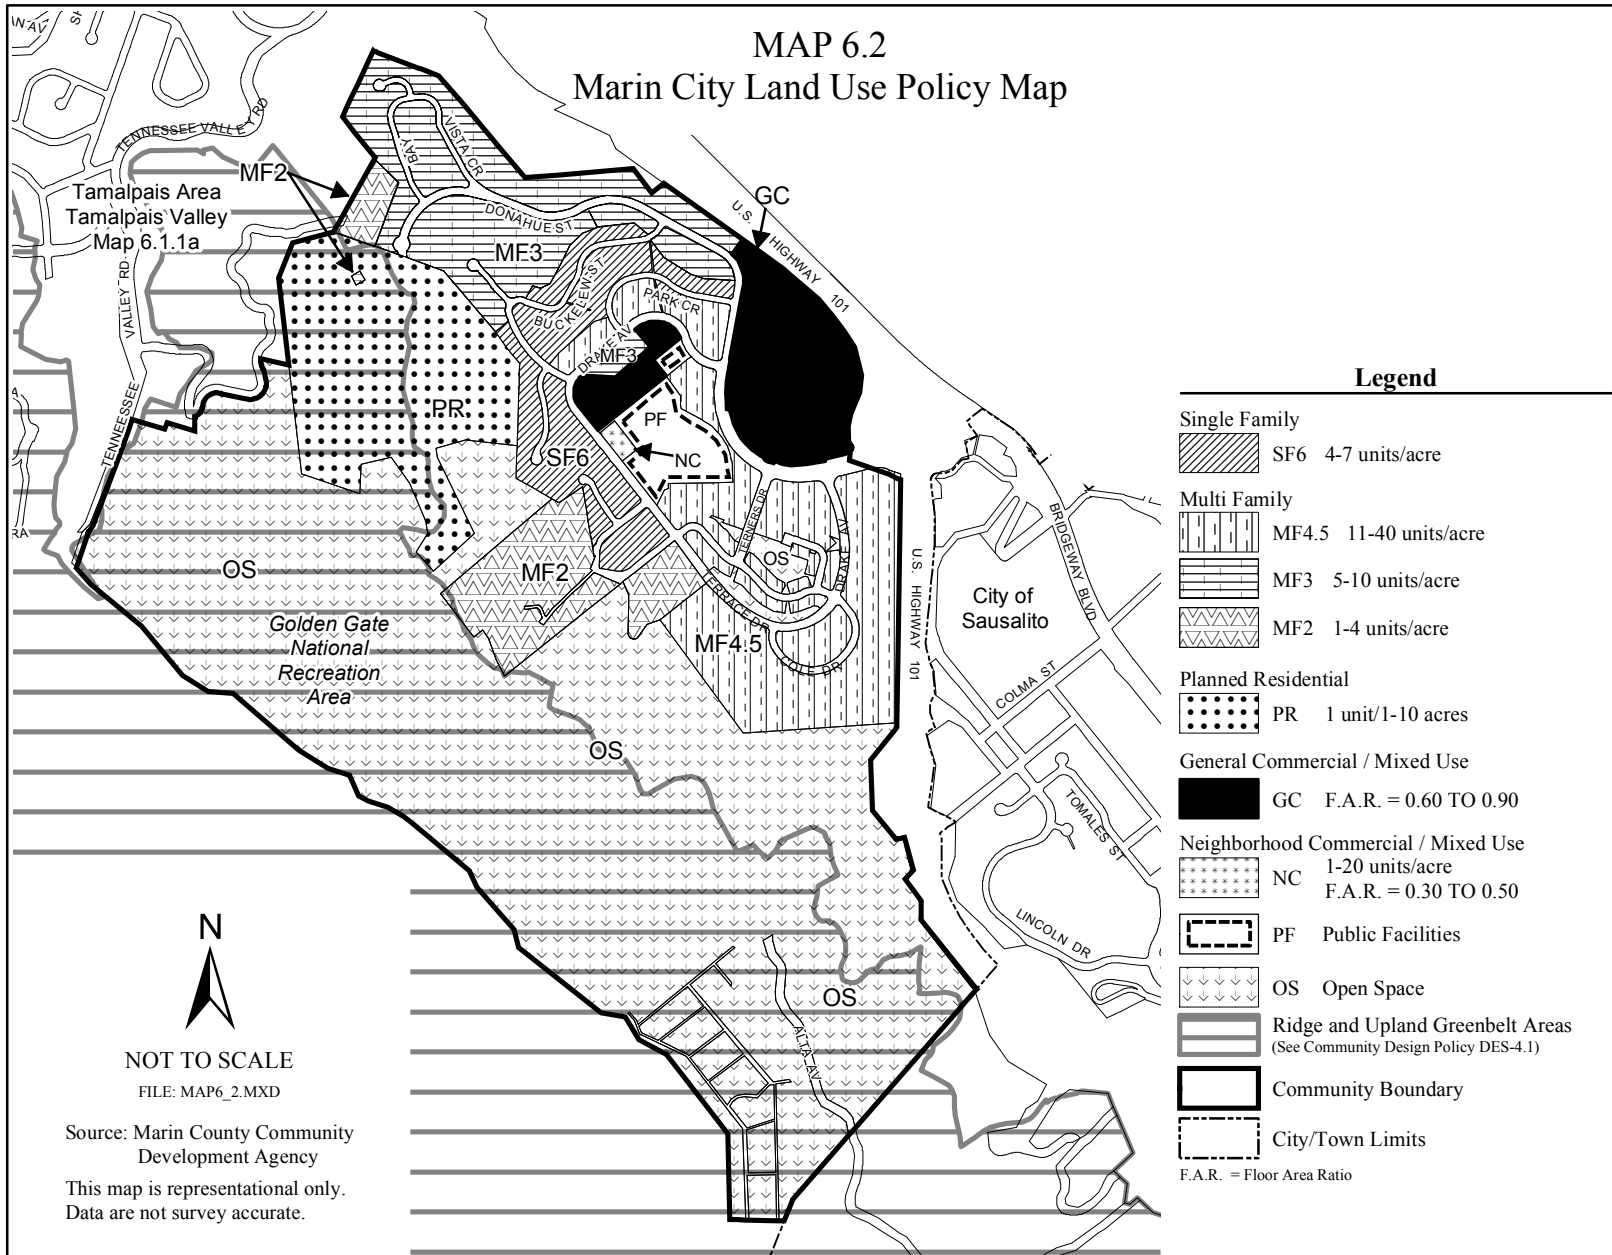 MAP 6.2
Marin City Land Use Policy Map
TENNESSEE VALLEY RD
MF2
Tamalpais Area
Tamalpais Valley
Map 6.1.1a
VALLEY RD.
TENNEESSEE
BAY
VISTA CR
DONAHUE ST
MF3
BUCKELEW ST
PARK CR
DRAKE AV
MF3
GC
U.S. HIGHWAY 101
PR
PF
NC
SF6
MF2
OS
Golden Gate
National
Recreation
Area
TERNERS DR
OS
DRAKE AV
TERRACE DR
MF4.5
COLE DR
U.S. HIGHWAY 101
City of
Sausalito
BRIDGEWAY BLVD
COLMA ST
TOMALES ST
LINCOLN DR
OS
OS
ALTA AV
N
NOT TO SCALE
FILE: MAP6_2.MXD
Source: Marin County Community
Development Agency
This map is representational only.
Data are not survey accurate.
Legend
Single Family
SF6 4-7 units/acre
Multi Family
MF4.5 11-40 units/acre
MF3 5-10 units/acre
MF2 1-4 units/acre
Planned Residential
PR 1 unit/1-10 acres
General Commercial / Mixed Use
GC F.A.R. = 0.60 TO 0.90
Neighborhood Commercial / Mixed Use
1-20 units/acre
NC
F.A.R. = 0.30 TO 0.50
PF Public Facilities
OS Open Space
Ridge and Upland Greenbelt Areas
(See Community Design Policy DES-4.1)
Community Boundary
City/Town Limits
F.A.R. = Floor Area Ratio